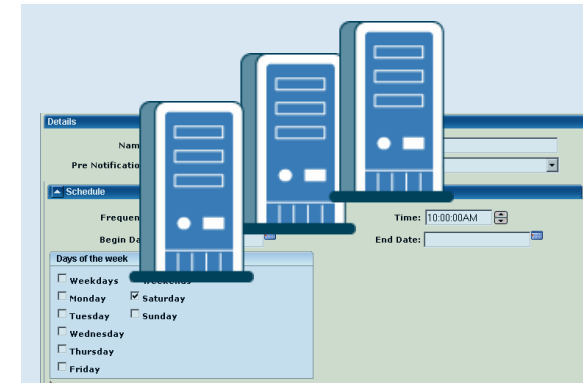 Details
Nam
Pre Notificatio
Schedule
Frequen Time: 10:00:00AM
Begin Da End Date:
Days of the week
Weekdays Weekends
Monday Saturday
Tuesday Sunday
Wednesday
Thursday
Friday